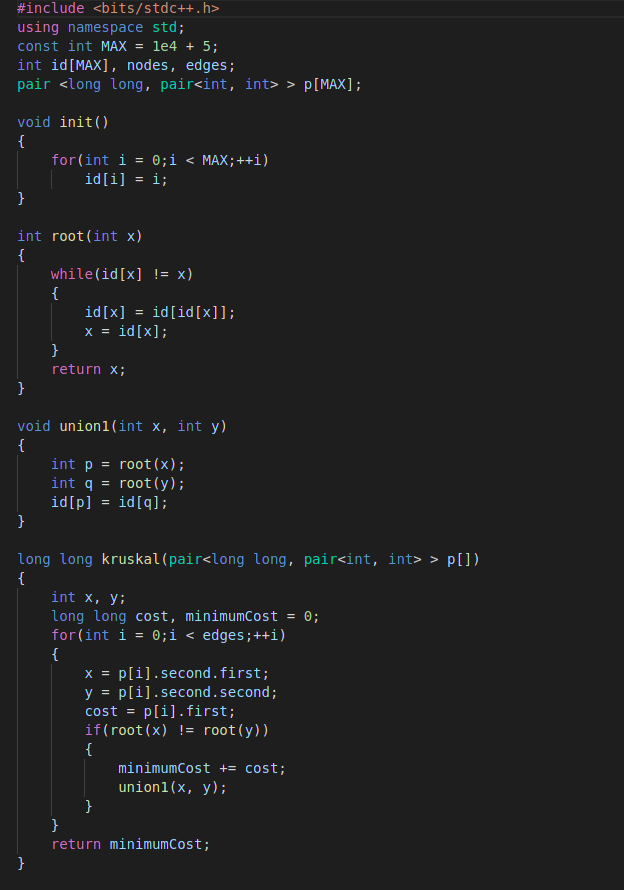 #include <bits/stdc++.h>
using namespace std;
const int MAX = 1e4 + 5;
int id[MAX], nodes, edges;
pair <long long, pair<int, int> > p[MAX];

void init()
{
    for(int i = 0;i < MAX;++i)
        id[i] = i;
}

int root(int x)
{
    while(id[x] != x)
    {
        id[x] = id[id[x]];
        x = id[x];
    }
    return x;
}

void union1(int x, int y)
{
    int p = root(x);
    int q = root(y);
    id[p] = id[q];
}

long long kruskal(pair<long long, pair<int, int> > p[])
{
    int x, y;
    long long cost, minimumCost = 0;
    for(int i = 0;i < edges;++i)
    {
        x = p[i].second.first;
        y = p[i].second.second;
        cost = p[i].first;
        if(root(x) != root(y))
        {
            minimumCost += cost;
            union1(x, y);
        }
    }
    return minimumCost;
}